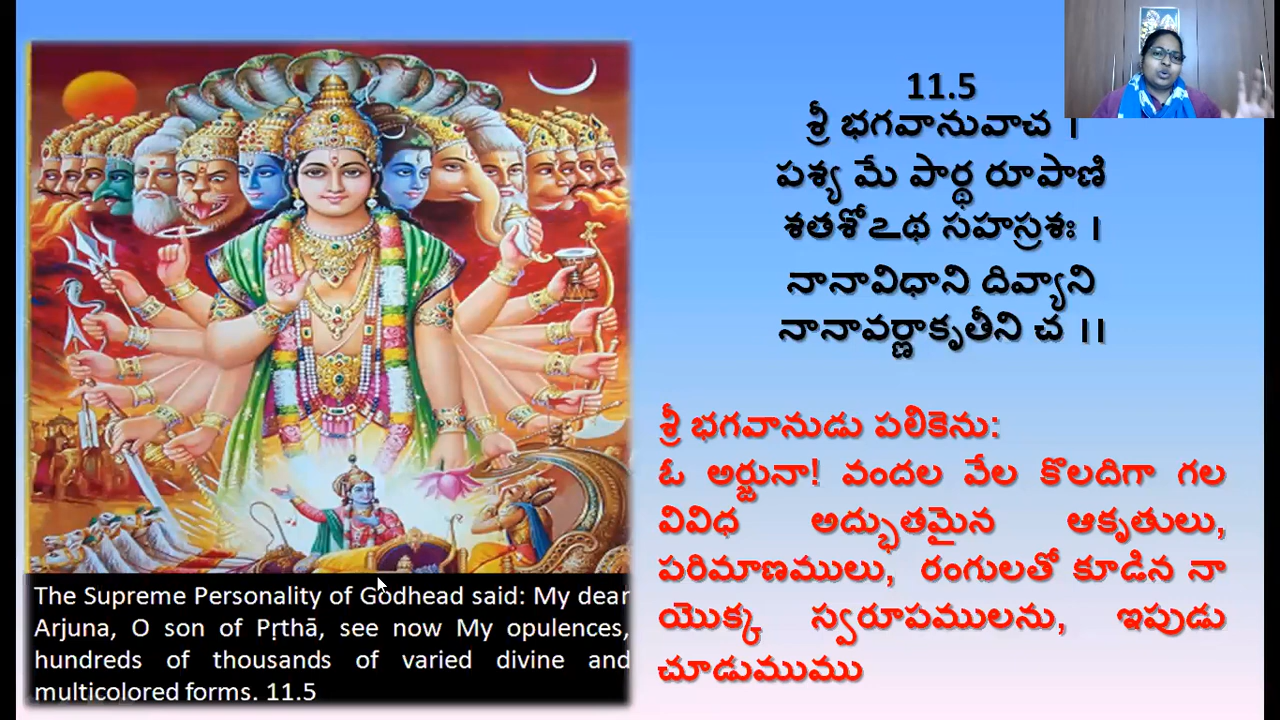 11.5
శ్రీ భగవానువాచ ।
పశ్య మే పార్థ రూపాణి
శతశోఽథ సహస్రశః ।
నానావిధాని దివ్యాని
నానావర్ణాకృతీని చ ।।
శ్రీ భగవానుడు పలికెను:
ఓ అర్జునా! వందల వేల కొలదిగా గల
వివిధ అద్భుతమైన ఆకృతులు,
పరిమాణములు, రంగులతో కూడిన నా
యొక్క స్వరూపములను, ఇపుడు
చూడుముము
The Supreme Personality of Godhead said: My dear
Arjuna, O son of Pṛthā, see now My opulences,
hundreds of thousands of varied divine and
multicolored forms. 11.5